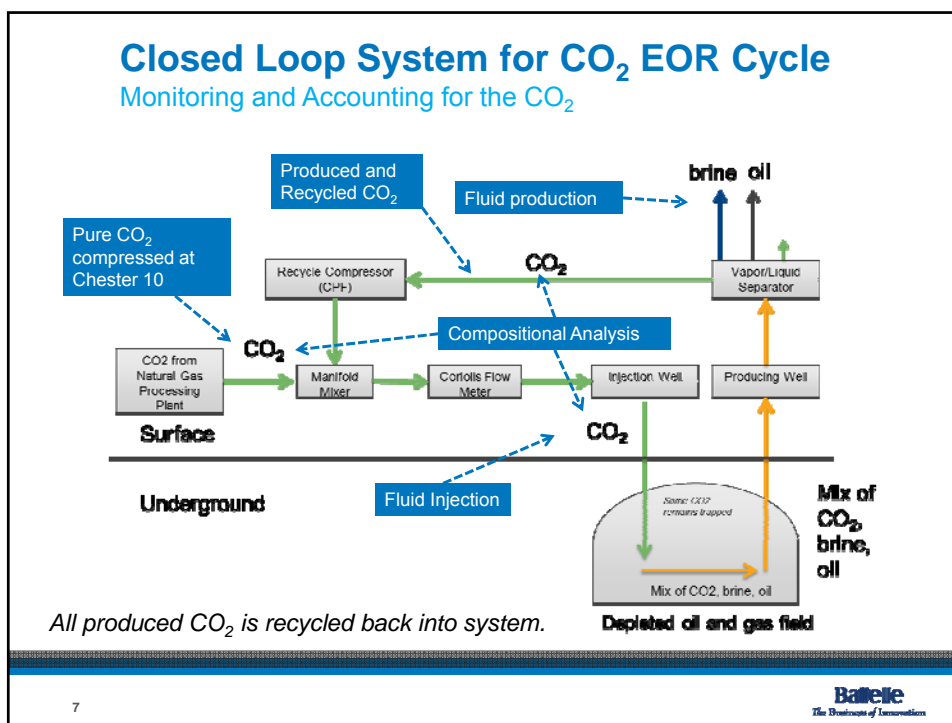 Closed Loop System for CO₂ EOR Cycle
Monitoring and Accounting for the CO₂
Produced and
Recycled CO₂
Fluid production
brine oil
Pure CO₂
compressed at
Chester 10
Recycle Compressor
(CPF)
CO₂
Vapor/Liquid
Separator
Compositional Analysis
CO₂
CO2 from
Natural Gas
Processing
Plant
Manifold
Mixer
Coriolis Flow
Meter
Injection Well
Producing Well
Surface
CO₂
Underground
Fluid Injection
Some CO2
remains trapped
Mix of
CO₂,
brine,
oil
Mix of CO2, brine, oil
All produced CO₂ is recycled back into system.
Depleted oil and gas field
7
Battelle
The Business of Innovation